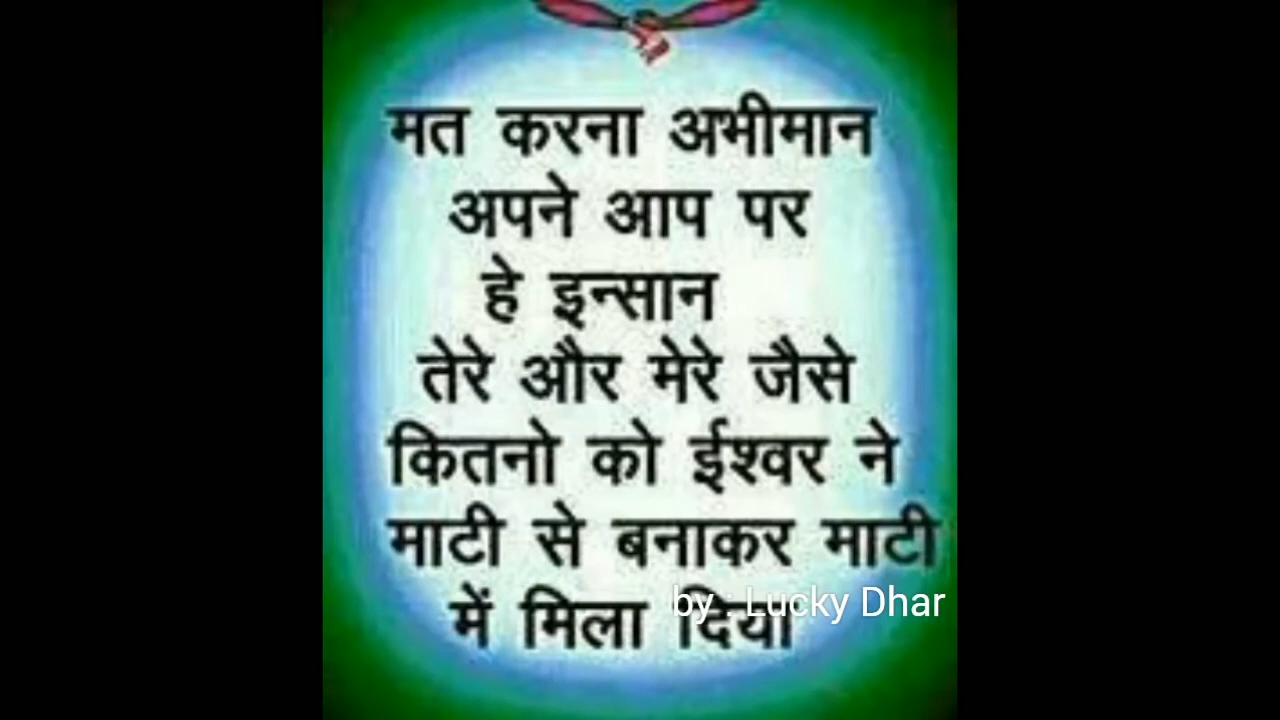 मत करना अभीमान
अपने आप पर
हे इन्सान
तेरे और मेरे जैसे
कितनो को ईश्वर ने
माटी से बनाकर माटी
में मिला दिया
by : Lucky Dhar